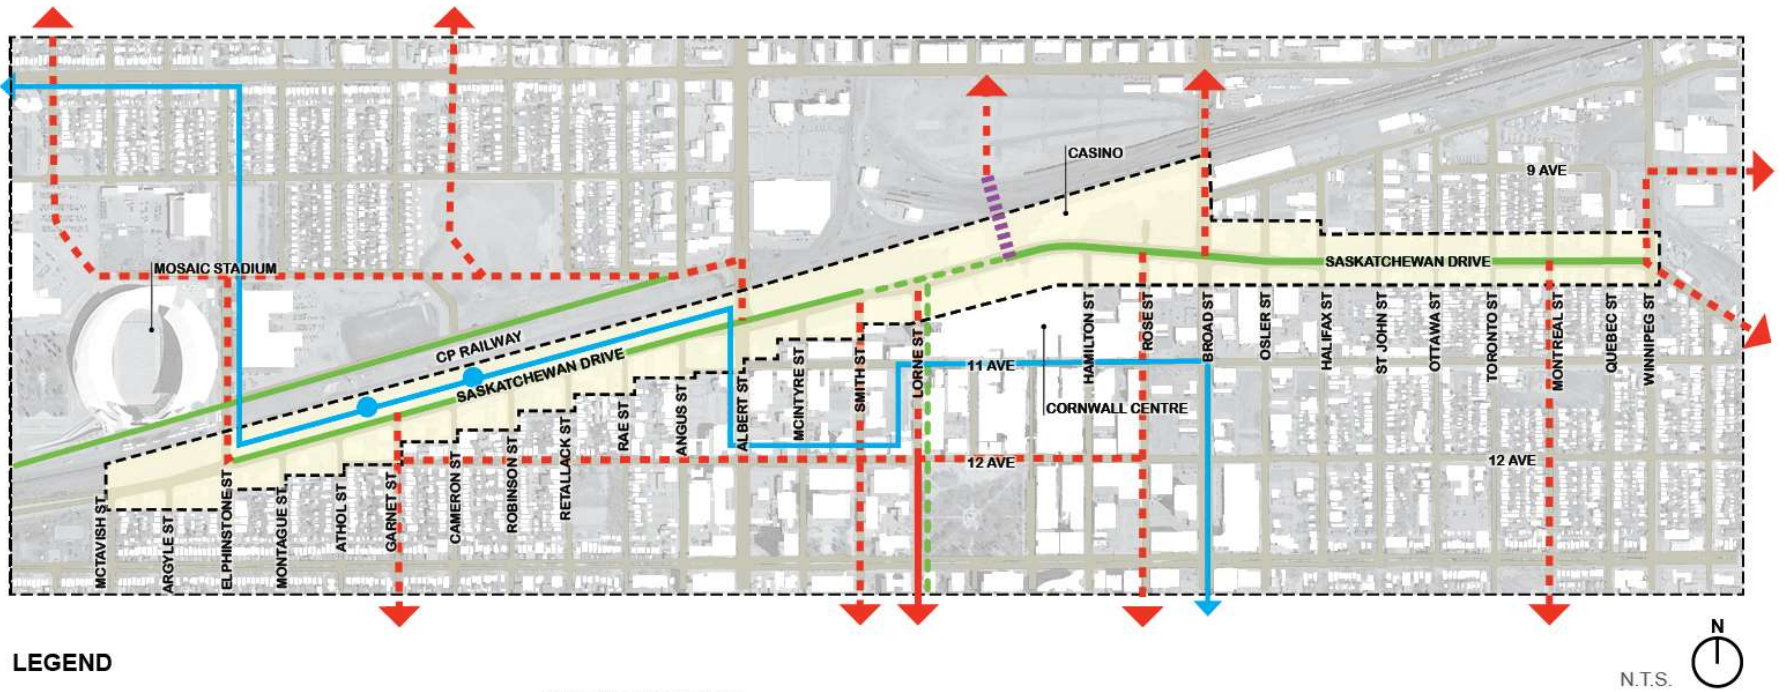 CASINO
9 AVE
MOSAIC STADIUM
SASKATCHEWAN DRIVE
CP RAILWAY
SASKATCHEWAN DRIVE
11 AVE
CORNWALL CENTRE
12 AVE
12 AVE
MCTAVISH ST
ARGYLE ST
ELPHINSTONE ST
MONTAGUE ST
ATHOL ST
GARNET ST
CAMERON ST
ROBINSON ST
RETALLACK ST
RAE ST
ANGUS ST
ALBERT ST
MCINTYRE ST
SMITH ST
LORNE ST
HAMILTON ST
ROSE ST
BROAD ST
OSLER ST
HALIFAX ST
ST JOHN ST
OTTAWA ST
TORONTO ST
MONTREAL ST
QUEBEC ST
WINNIPEG ST
LEGEND
N
N.T.S.